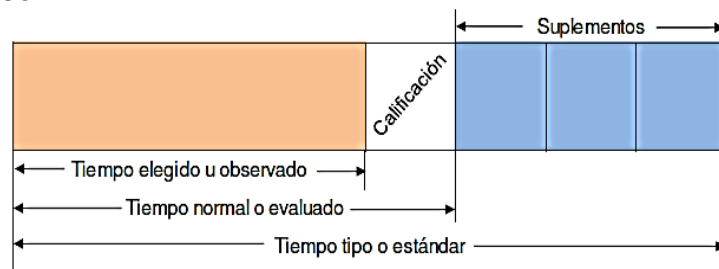 Suplementos
Calificación
Tiempo elegido u observado
Tiempo normal o evaluado
Tiempo tipo o estándar